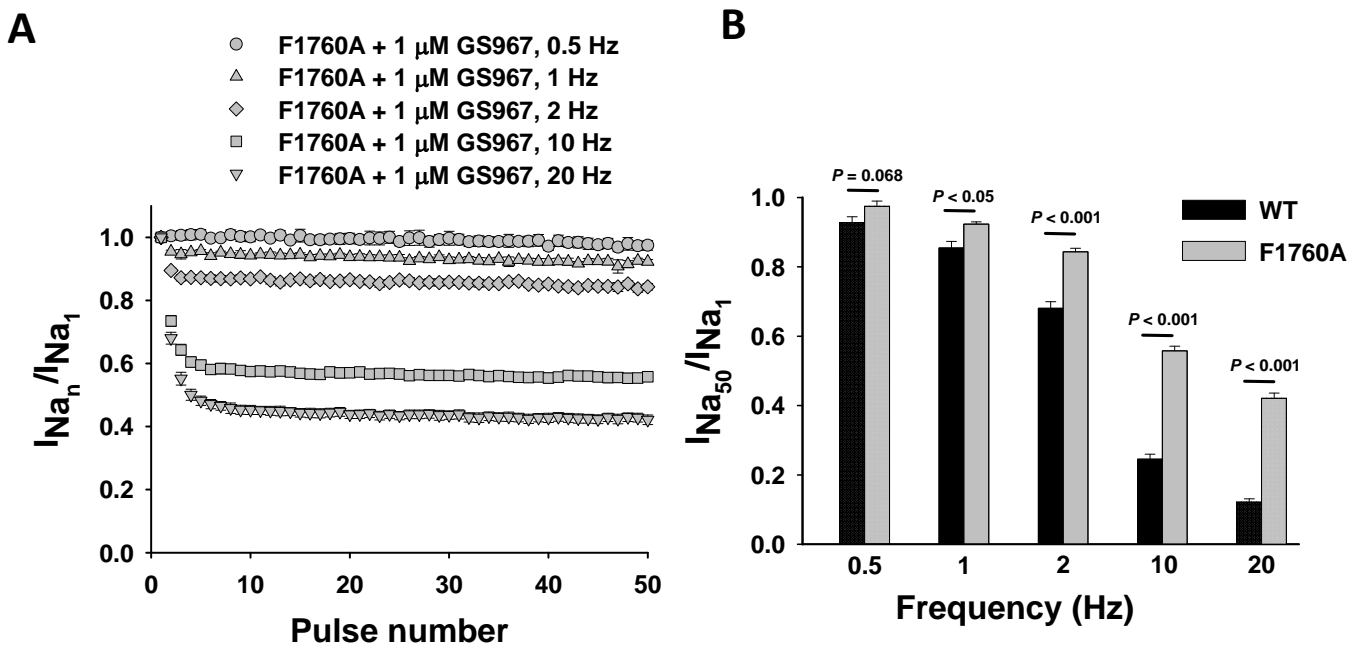 A
F1760A + 1 μM GS967, 0.5 Hz
F1760A + 1 μM GS967, 1 Hz
F1760A + 1 μM GS967, 2 Hz
F1760A + 1 μM GS967, 10 Hz
F1760A + 1 μM GS967, 20 Hz
1.0
0.8
0.6
0.4
0.2
0.0
0
10
20
30
40
50
INan/INa1
Pulse number
B
P = 0.068
P < 0.05
P < 0.001
P < 0.001
P < 0.001
WT
F1760A
1.0
0.8
0.6
0.4
0.2
0.0
0.5
1
2
10
20
INa50/INa1
Frequency (Hz)